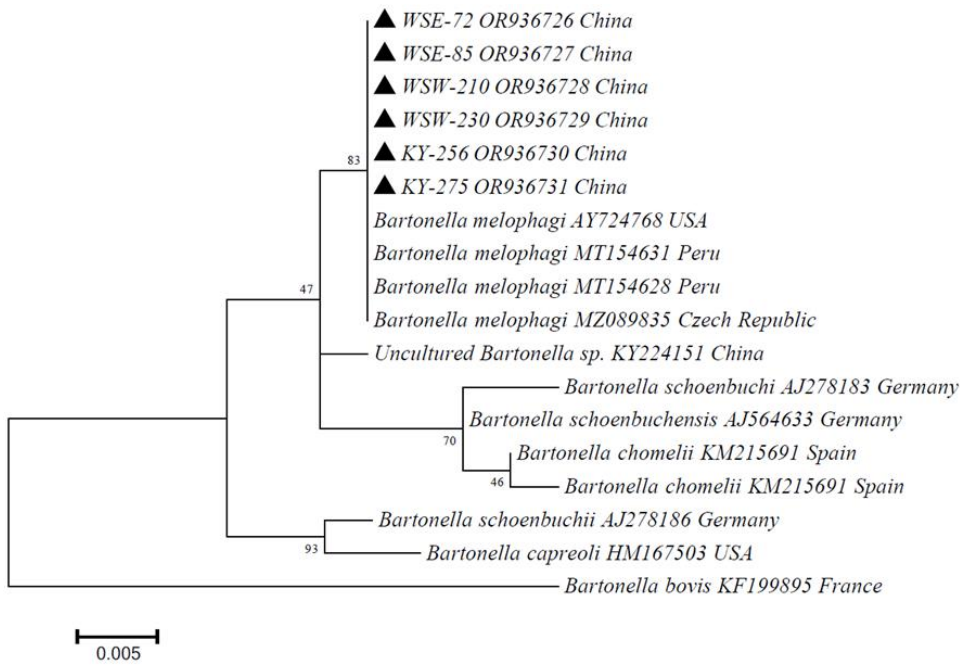 WSE-72 OR936726 China
WSE-85 OR936727 China
WSW-210 OR936728 China
WSW-230 OR936729 China
83
KY-256 OR936730 China
KY-275 OR936731 China
Bartonella melophagi AY724768 USA
Bartonella melophagi MT154631 Peru
47
Bartonella melophagi MT154628 Peru
Bartonella melophagi MZ089835 Czech Republic
Uncultured Bartonella sp. KY224151 China
Bartonella schoenbuchi AJ278183 Germany
Bartonella schoenbuchensis AJ564633 Germany
70
Bartonella chomelii KM215691 Spain
46
Bartonella chomelii KM215691 Spain
Bartonella schoenbuchii AJ278186 Germany
93
Bartonella capreoli HM167503 USA
Bartonella bovis KF199895 France
0.005